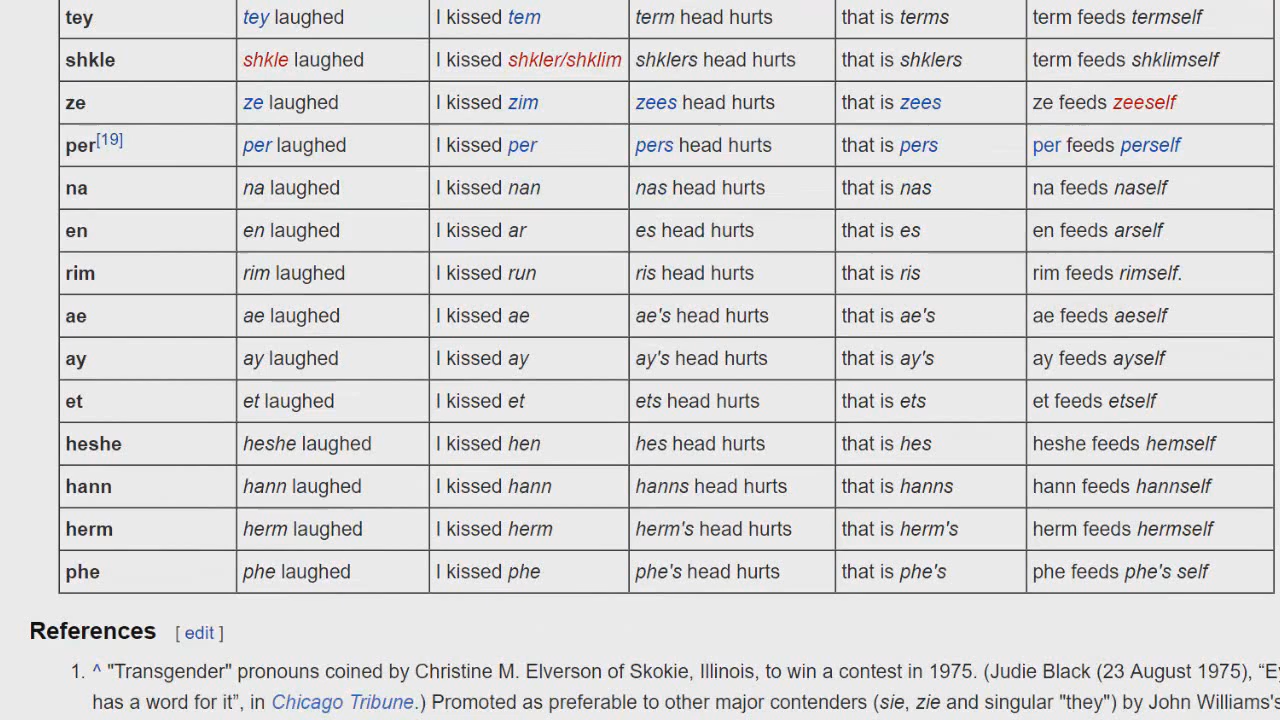 tey tey laughed I kissed tem term head hurts that is terms term feeds termself
shkle shkle laughed I kissed shkler/shklim shklers head hurts that is shklers term feeds shklimself
ze ze laughed I kissed zim zees head hurts that is zees ze feeds zeeself
per[19] per laughed I kissed per pers head hurts that is pers per feeds perself
na na laughed I kissed nan nas head hurts that is nas na feeds naself
en en laughed I kissed ar es head hurts that is es en feeds arself
rim rim laughed I kissed run ris head hurts that is ris rim feeds rimself.
ae ae laughed I kissed ae ae's head hurts that is ae's ae feeds aeself
ay ay laughed I kissed ay ay's head hurts that is ay's ay feeds ayself
et et laughed I kissed et ets head hurts that is ets et feeds etself
heshe heshe laughed I kissed hen hes head hurts that is hes heshe feeds hemself
hann hann laughed I kissed hann hanns head hurts that is hanns hann feeds hannself
herm herm laughed I kissed herm herm's head hurts that is herm's herm feeds hermself
phe phe laughed I kissed phe phe's head hurts that is phe's phe feeds phe's self
References [ edit ]
1. ^ "Transgender" pronouns coined by Christine M. Elverson of Skokie, Illinois, to win a contest in 1975. (Judie Black (23 August 1975), “Ey
has a word for it”, in Chicago Tribune.) Promoted as preferable to other major contenders (sie, zie and singular "they") by John Williams's